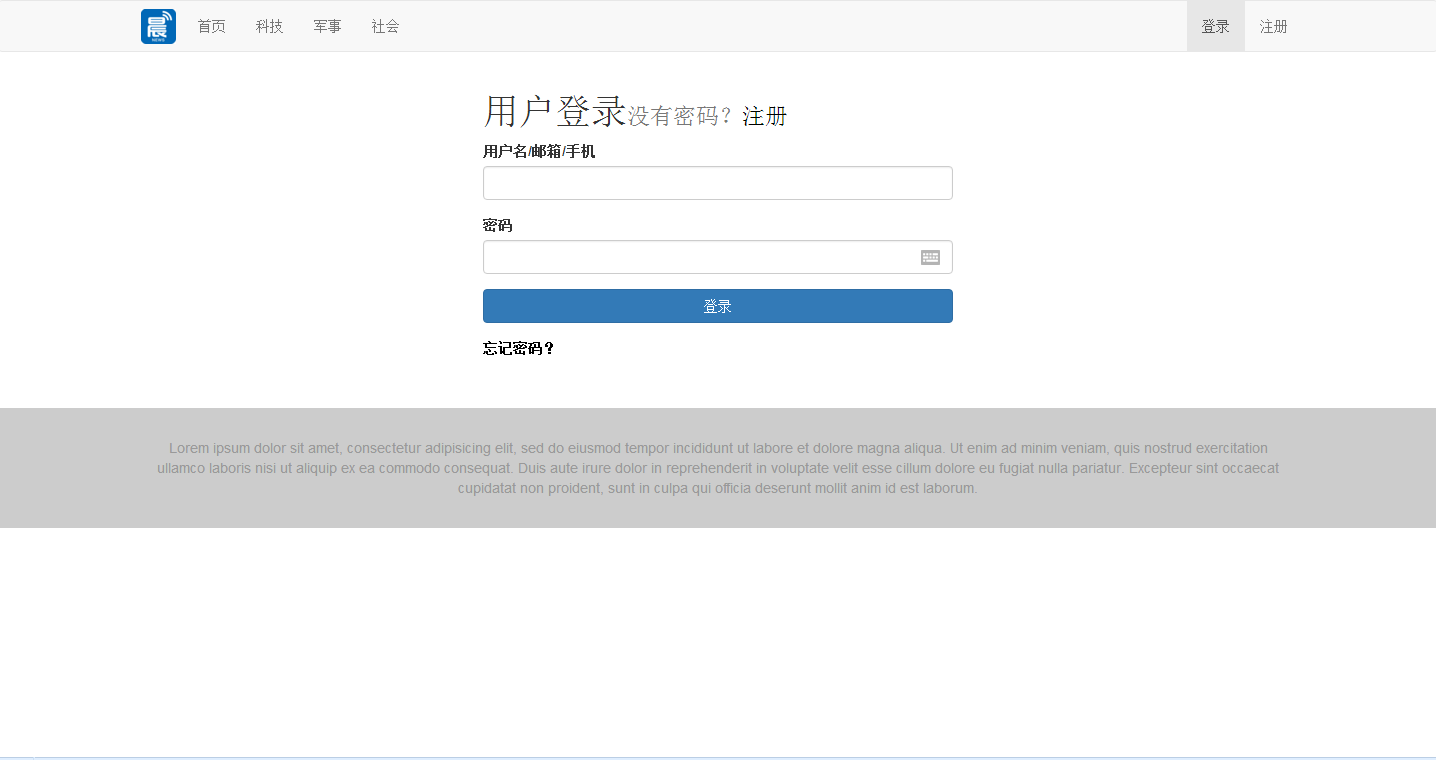 晨 首页 科技 军事 社会 登录 注册
NEWS
用户登录没有密码？注册
用户名/邮箱/手机
密码
登录
忘记密码？
Lorem ipsum dolor sit amet, consectetur adipisicing elit, sed do eiusmod tempor incididunt ut labore et dolore magna aliqua. Ut enim ad minim veniam, quis nostrud exercitation
ullamco laboris nisi ut aliquip ex ea commodo consequat. Duis aute irure dolor in reprehenderit in voluptate velit esse cillum dolore eu fugiat nulla pariatur. Excepteur sint occaecat
cupidatat non proident, sunt in culpa qui officia deserunt mollit anim id est laborum.